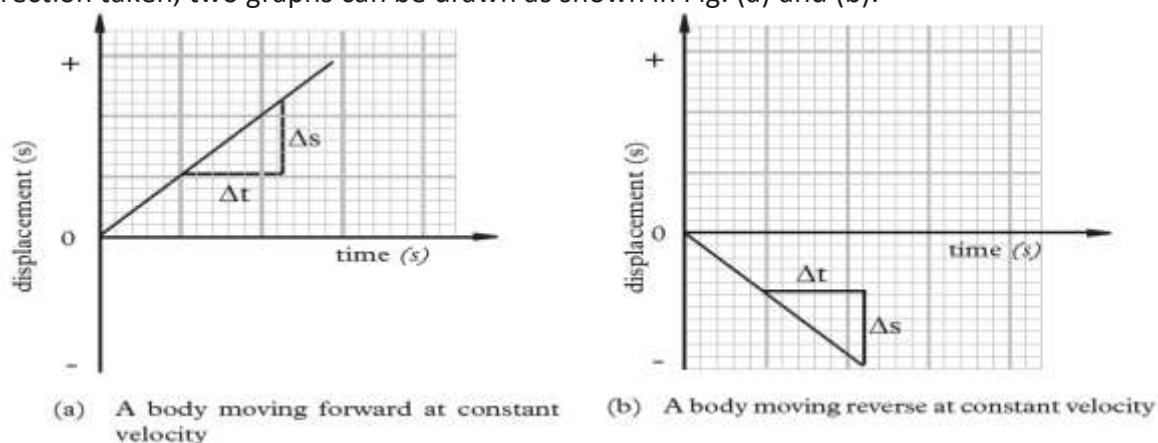 rection taken, two graphs can be drawn as shown in Fig. (a) and (b).
+
displacement (s)
0
-
Δs
Δt
time (s)
(a) A body moving forward at constant
velocity
+
displacement (s)
0
-
time (s)
Δt
Δs
(b) A body moving reverse at constant velocity